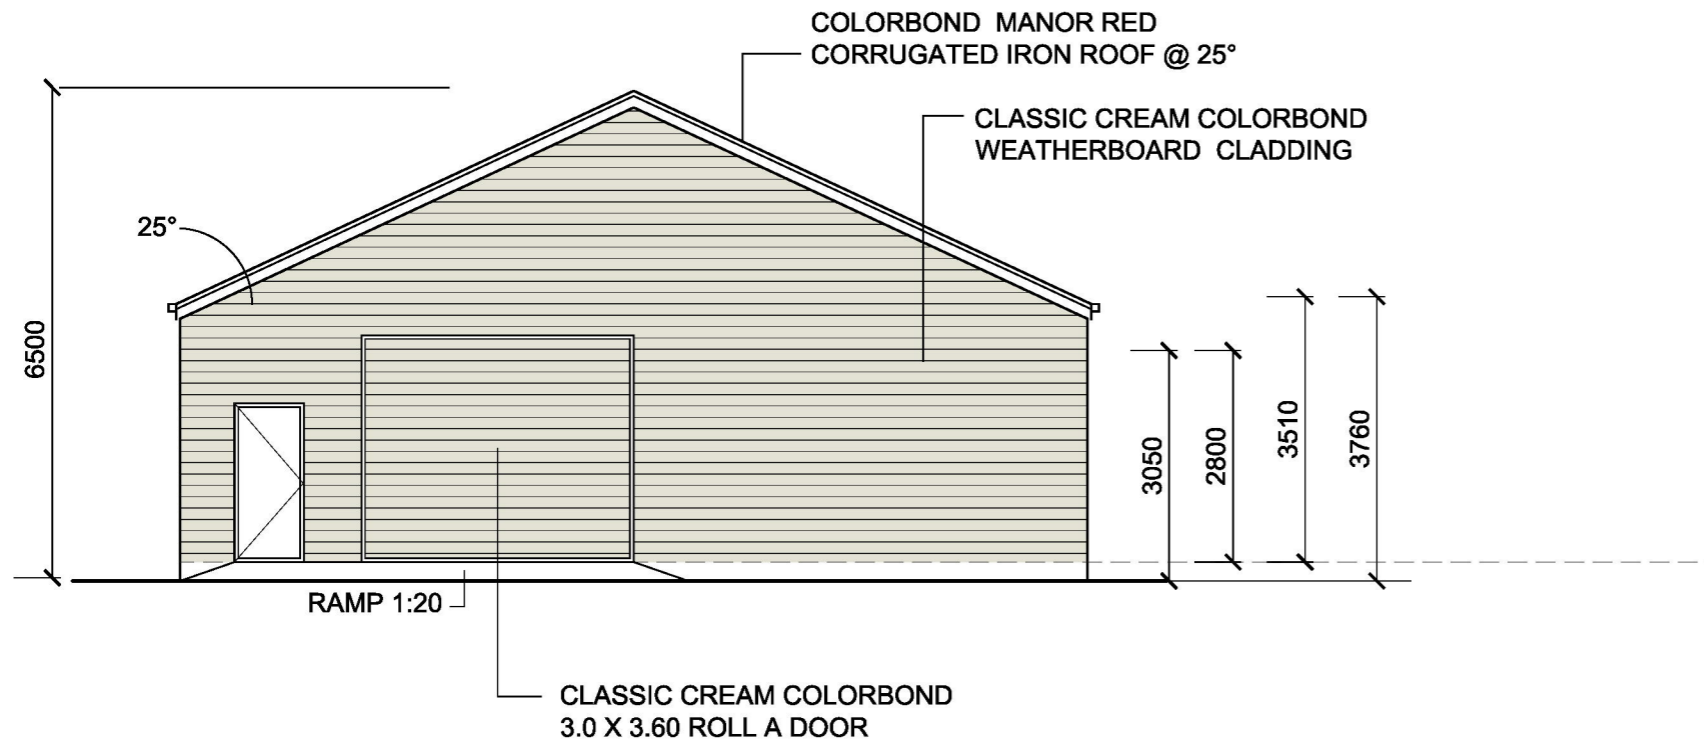 COLORBOND MANOR RED
CORRUGATED IRON ROOF @ 25°
CLASSIC CREAM COLORBOND
WEATHERBOARD CLADDING
25°
6500
3050
2800
3510
3760
RAMP 1:20
CLASSIC CREAM COLORBOND
3.0 X 3.60 ROLL A DOOR